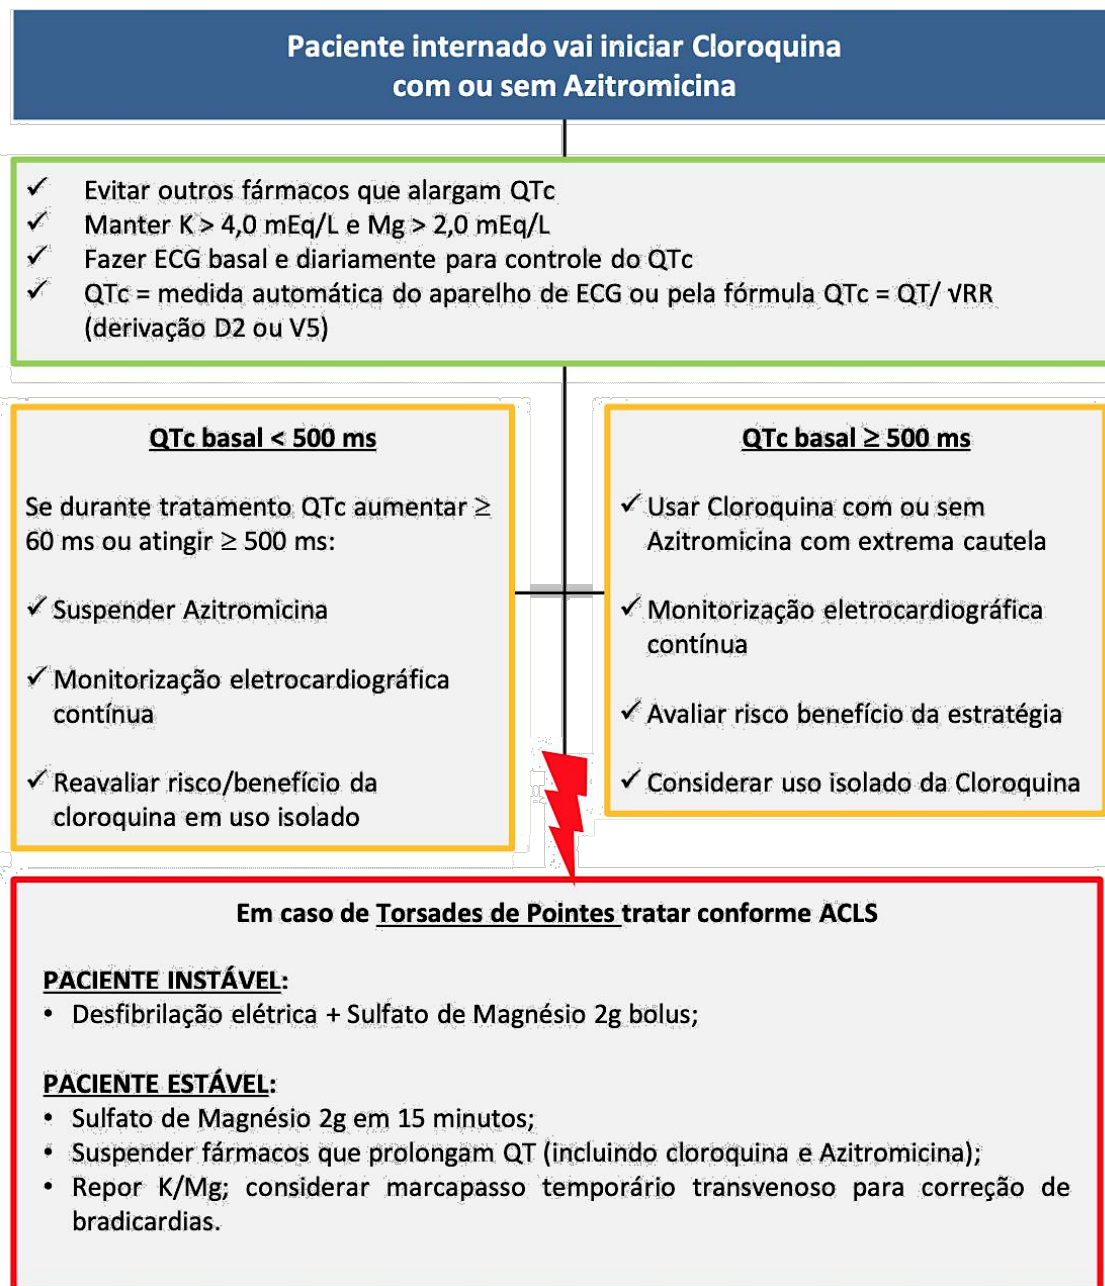 Paciente internado vai iniciar Cloroquina
com ou sem Azitromicina
✓ Evitar outros fármacos que alargam QTc
✓ Manter K > 4,0 mEq/L e Mg > 2,0 mEq/L
✓ Fazer ECG basal e diariamente para controle do QTc
✓ QTc = medida automática do aparelho de ECG ou pela fórmula QTc = QT/ √RR
(derivação D2 ou V5)
QTc basal < 500 ms
Se durante tratamento QTc aumentar ≥
60 ms ou atingir ≥ 500 ms:
✓ Suspender Azitromicina
✓ Monitorização eletrocardiográfica
contínua
✓ Reavaliar risco/benefício da
cloroquina em uso isolado
QTc basal ≥ 500 ms
✓ Usar Cloroquina com ou sem
Azitromicina com extrema cautela
✓ Monitorização eletrocardiográfica
contínua
✓ Avaliar risco benefício da estratégia
✓ Considerar uso isolado da Cloroquina
Em caso de Torsades de Pointes tratar conforme ACLS
PACIENTE INSTÁVEL:
• Desfibrilação elétrica + Sulfato de Magnésio 2g bolus;
PACIENTE ESTÁVEL:
• Sulfato de Magnésio 2g em 15 minutos;
• Suspender fármacos que prolongam QT (incluindo cloroquina e Azitromicina);
• Repor K/Mg; considerar marcapasso temporário transvenoso para correção de
bradicardias.